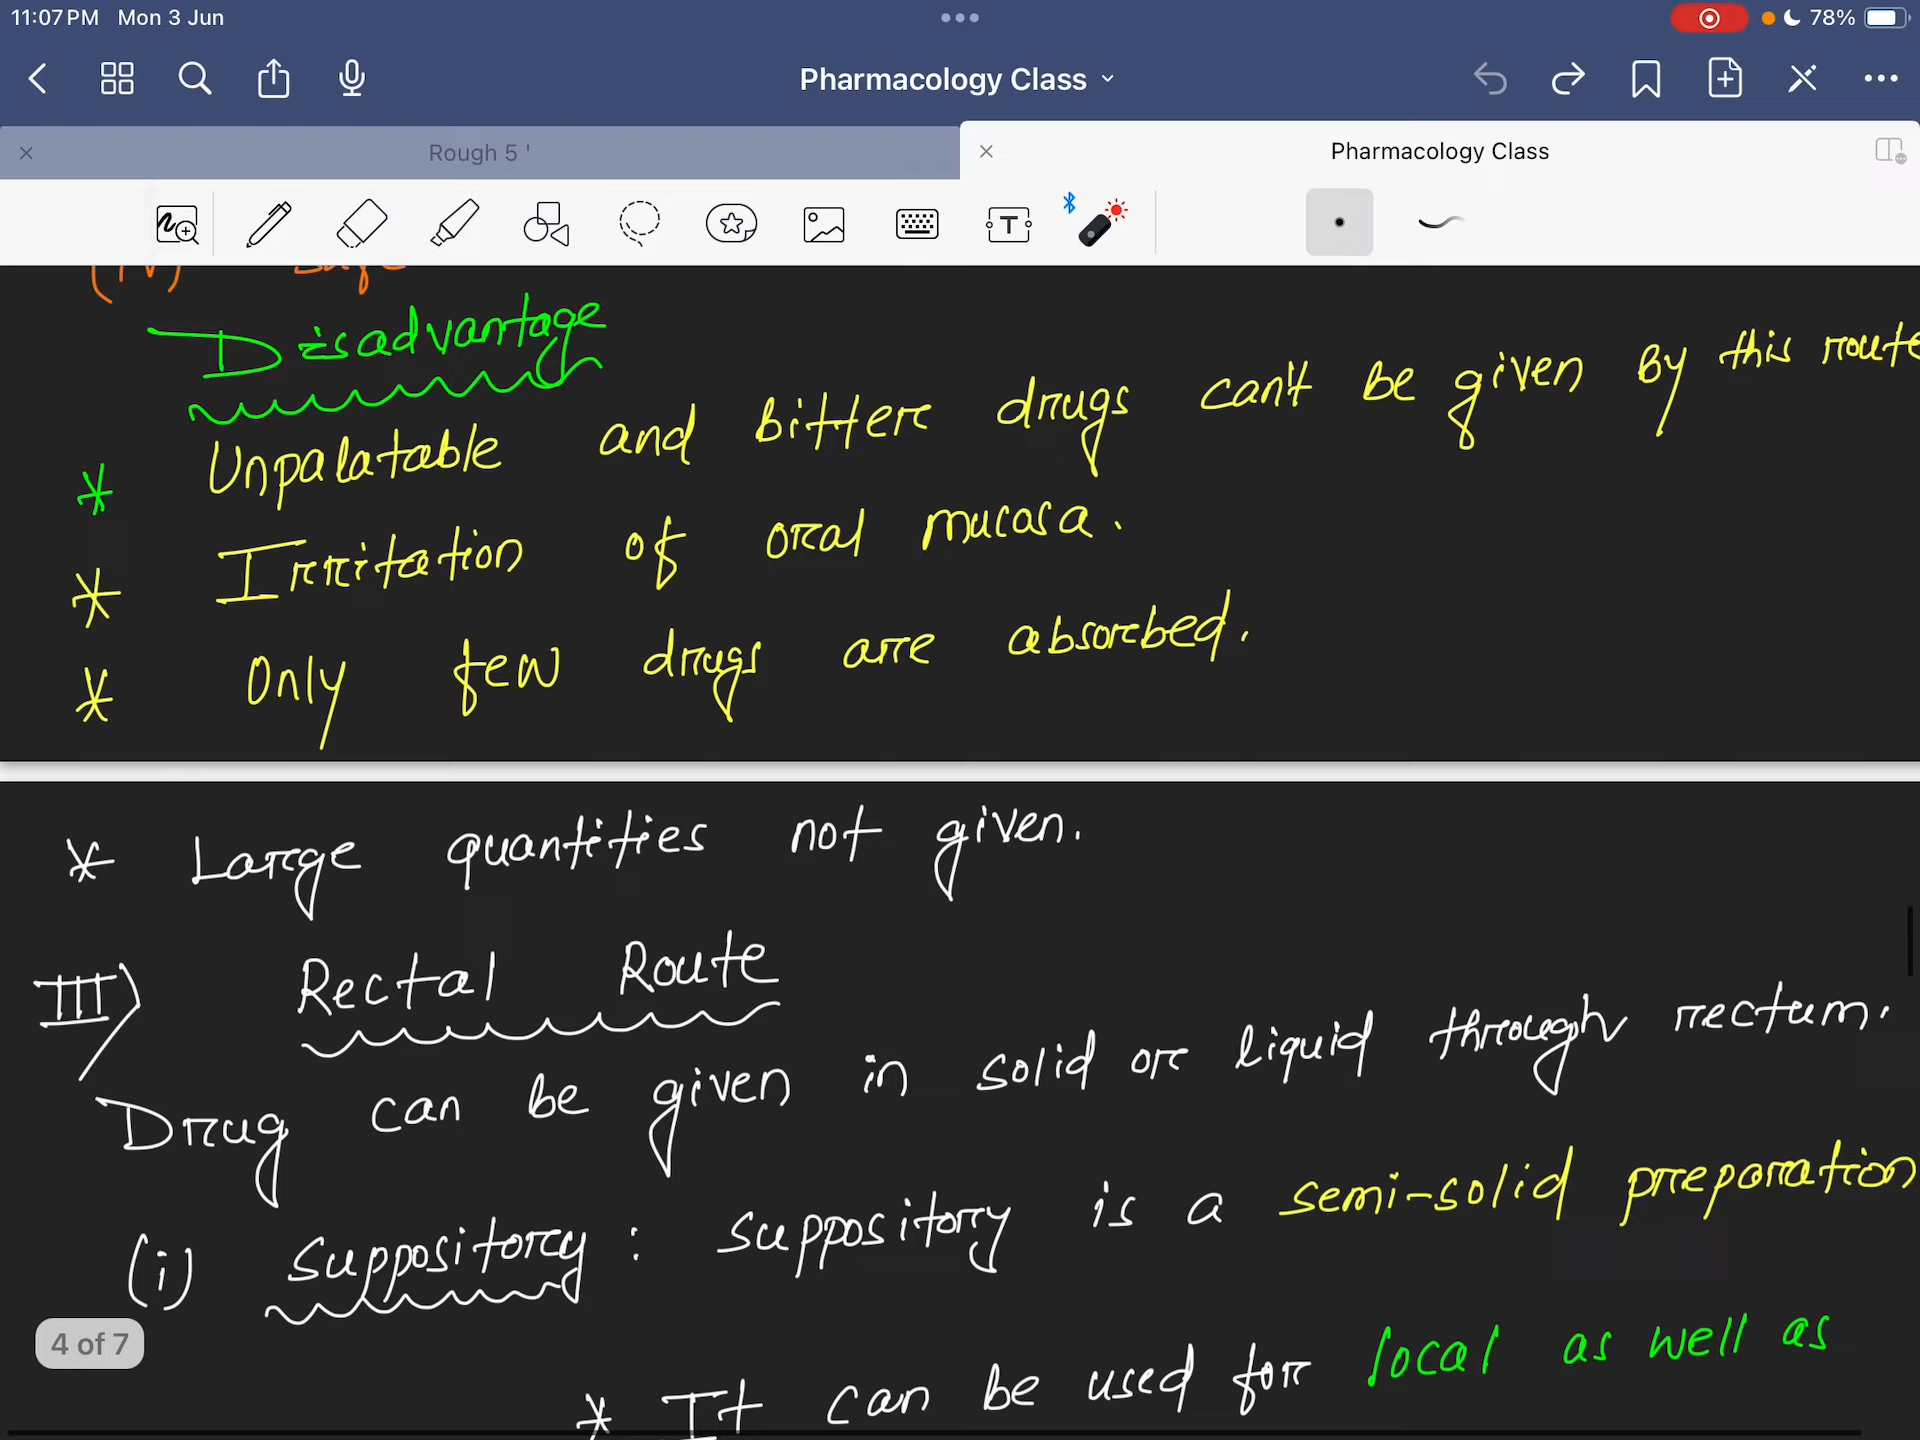 11:07 PM Mon 3 Jun
78%
Pharmacology Class
Rough 5 '
Pharmacology Class
T
(iv)
Disadvantage
* Unpalatable and bitter drugs can't be given by this route
* Irritation of oral mucosa.
* Only few drugs are absorbed.
* Large quantities not given.
III) Rectal Route
Drug can be given in solid or liquid through rectum.
(i) Suppository : Suppository is a semi-solid preparation
4 of 7
* It can be used for local as well as